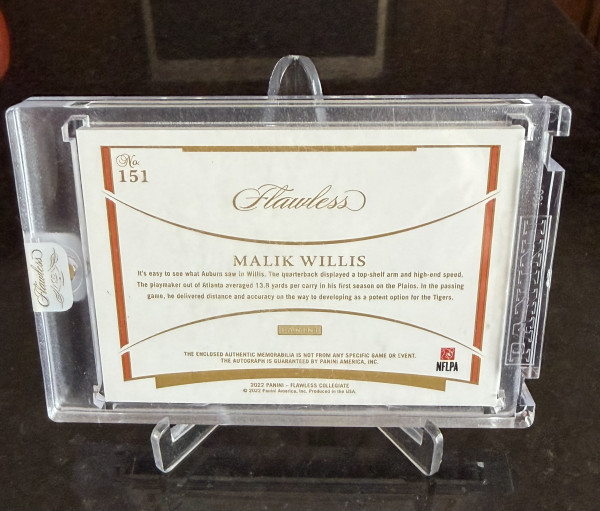 No.
151
Flawless
MALIK WILLIS
It's easy to see what Auburn saw in Willis. The quarterback displayed a top-shelf arm and high-end speed.
The playmaker out of Atlanta averaged 13.8 yards per carry in his first season on the Plains. In the passing
game, he delivered distance and accuracy on the way to developing as a potent option for the Tigers.
PANINI
THE ENCLOSED AUTHENTIC MEMORABILIA IS NOT FROM ANY SPECIFIC GAME OR EVENT.
THE AUTOGRAPH IS GUARANTEED BY PANINI AMERICA, INC.
NFLPA
2022 PANINI - FLAWLESS COLLEGIATE
© 2022 Panini America, Inc. Produced in the USA.
Flawless